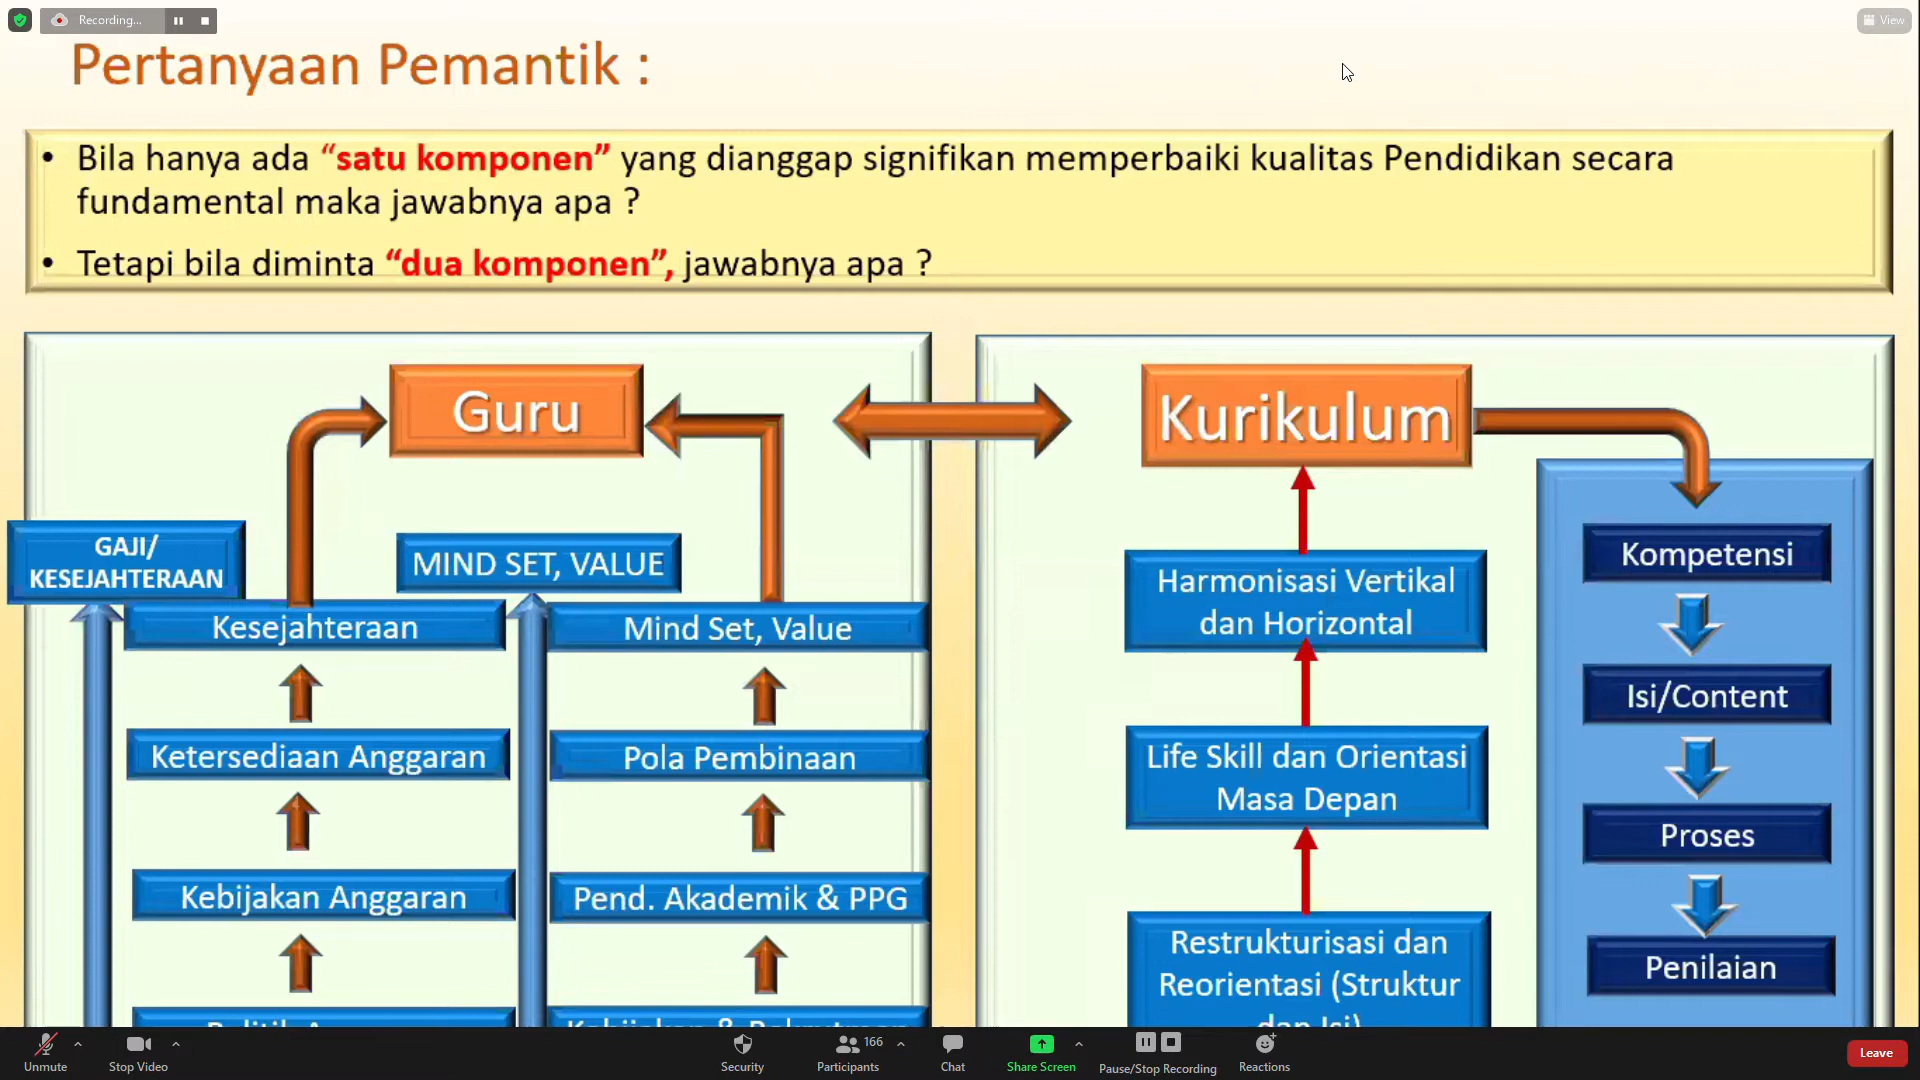 Recording...
View
Pertanyaan Pemantik :
• Bila hanya ada “satu komponen” yang dianggap signifikan memperbaiki kualitas Pendidikan secara
fundamental maka jawabnya apa ?
• Tetapi bila diminta “dua komponen”, jawabnya apa ?
Guru
GAJI/
KESEJAHTERAAN
MIND SET, VALUE
Kesejahteraan
Mind Set, Value
Ketersediaan Anggaran
Pola Pembinaan
Kebijakan Anggaran
Pend. Akademik & PPG
Kurikulum
Harmonisasi Vertikal
dan Horizontal
Life Skill dan Orientasi
Masa Depan
Restrukturisasi dan
Reorientasi (Struktur
dan Isi)
Kompetensi
Isi/Content
Proses
Penilaian
Unmute
Stop Video
Security
166
Participants
Chat
Share Screen
Pause/Stop Recording
Reactions
Leave